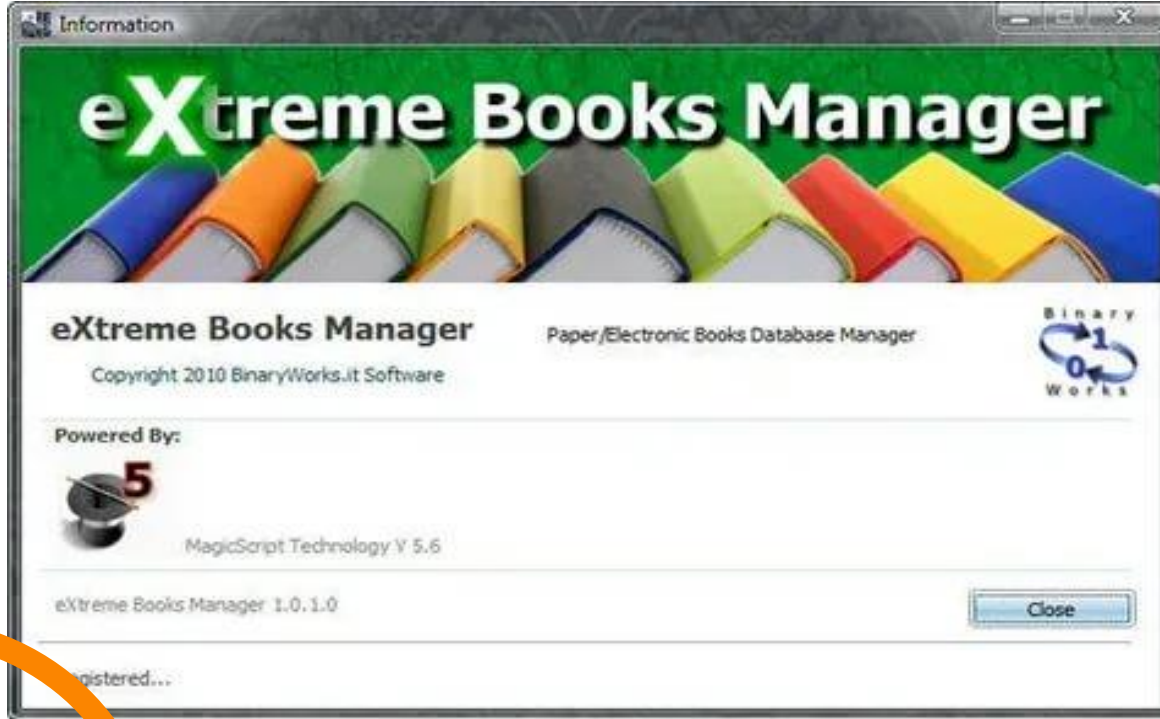 Information
eXtreme Books Manager
eXtreme Books Manager
Paper/Electronic Books Database Manager
Binary
1
0
Works
Copyright 2010 BinaryWorks.it Software
Powered By:
5
MagicScript Technology V 5.6
eXtreme Books Manager 1.0.1.0
Close